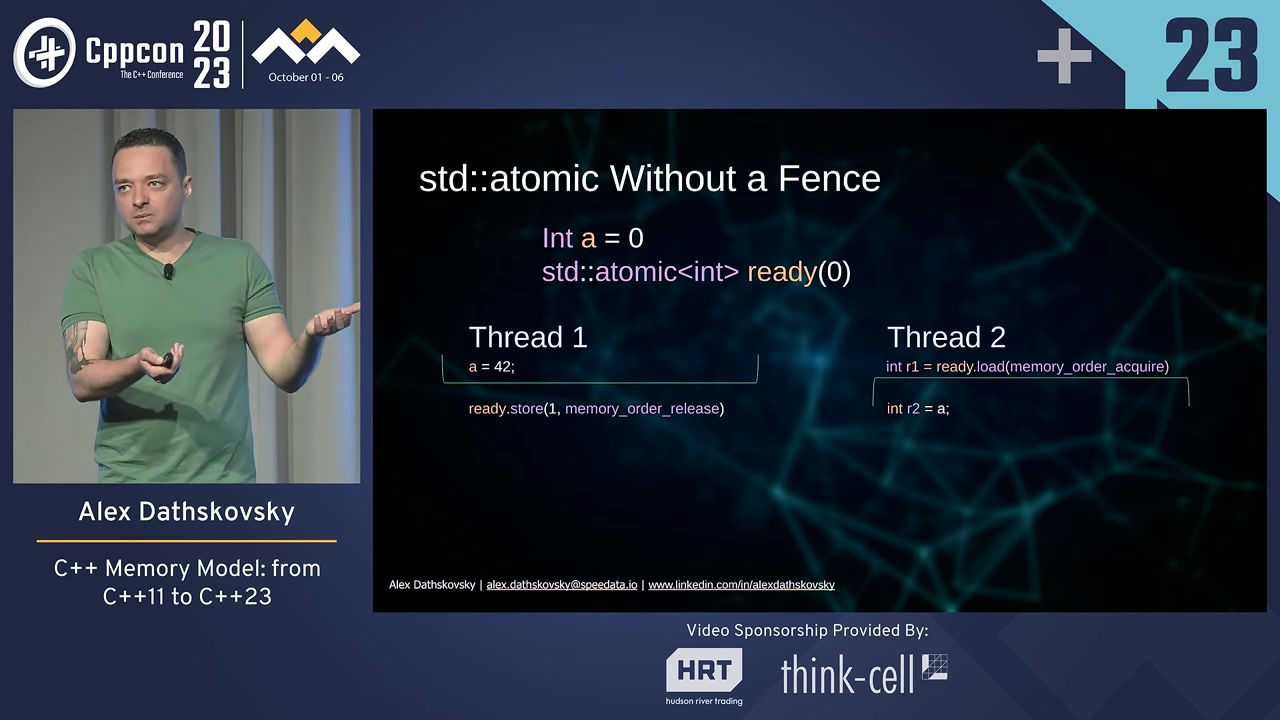 Cppcon
The C++ Conference
20
23
October 01 - 06
23
std::atomic Without a Fence
Int a = 0
std::atomic<int> ready(0)
Thread 1
a = 42;
ready.store(1, memory_order_release)
Thread 2
int r1 = ready.load(memory_order_acquire)
int r2 = a;
Alex Dathskovsky | alex.dathskovsky@speedata.io | www.linkedin.com/in/alexdathskovsky
Alex Dathskovsky
C++ Memory Model: from
C++11 to C++23
Video Sponsorship Provided By:
HRT
hudson river trading
think-cell